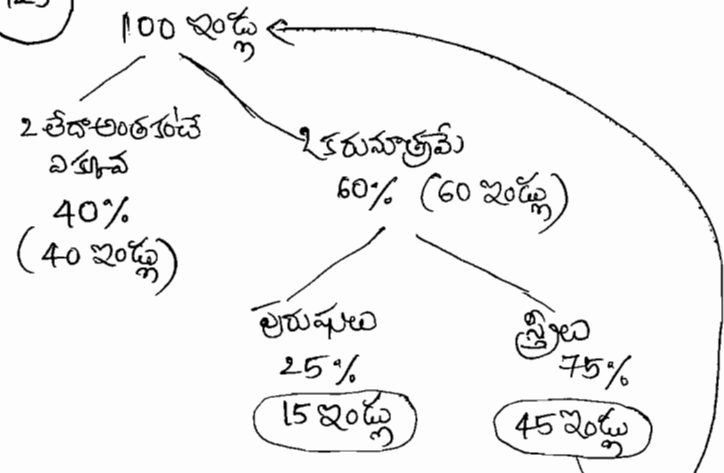 100 ఇండ్లు
2 లేదా అంతకంటే
ఎక్కువ
40%
(40 ఇండ్లు)
ఒకరుమాత్రమే
60% (60 ఇండ్లు)
పురుషులు
25%
15 ఇండ్లు
స్త్రీలు
75%
45 ఇండ్లు